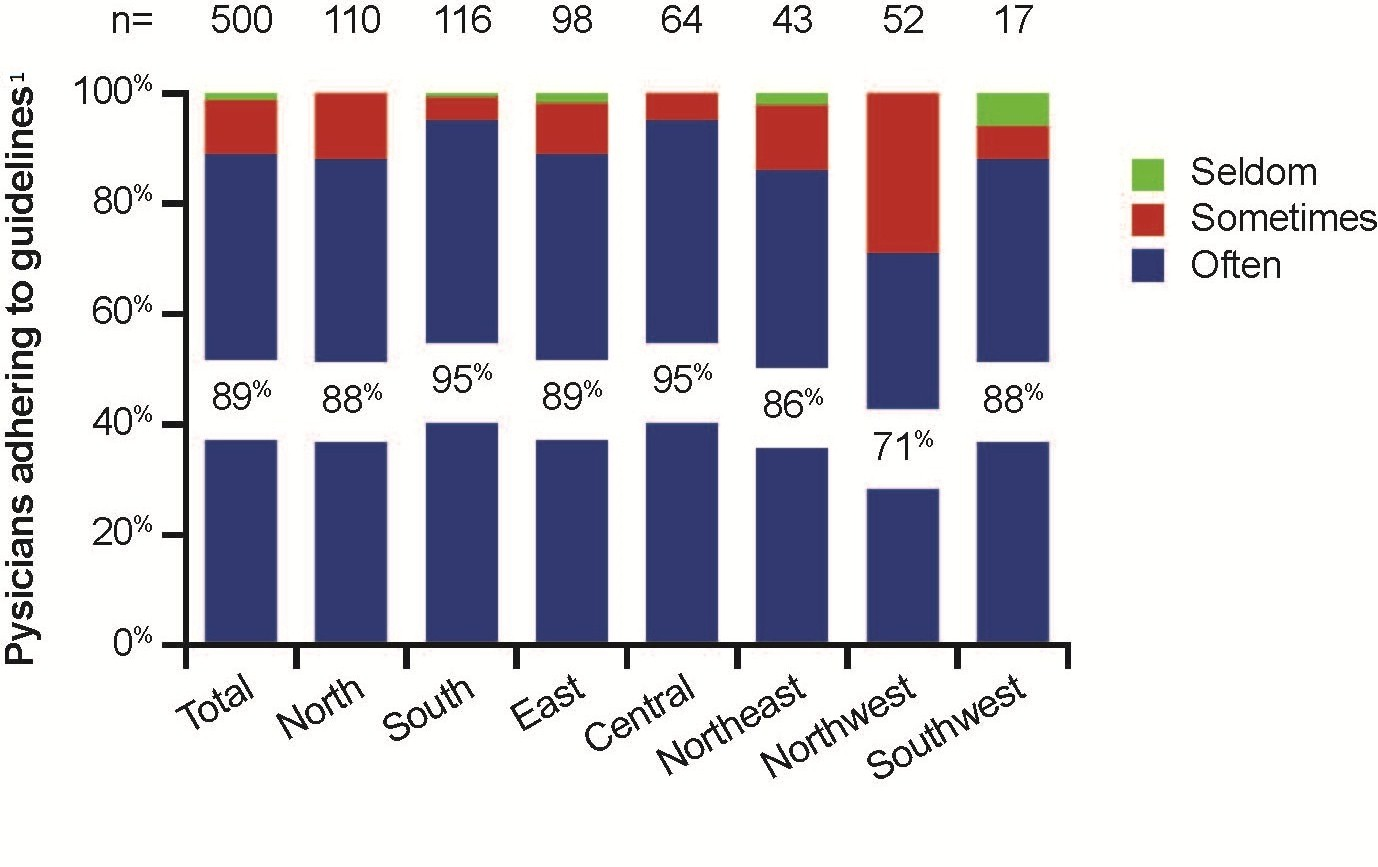 n= 500 110 116 98 64 43 52 17
Pysicians adhering to guidelines¹
100%
80%
60%
40%
20%
0%
89% 88% 95% 89% 95% 86% 71% 88%
Total North South East Central Northeast Northwest Southwest
Seldom
Sometimes
Often